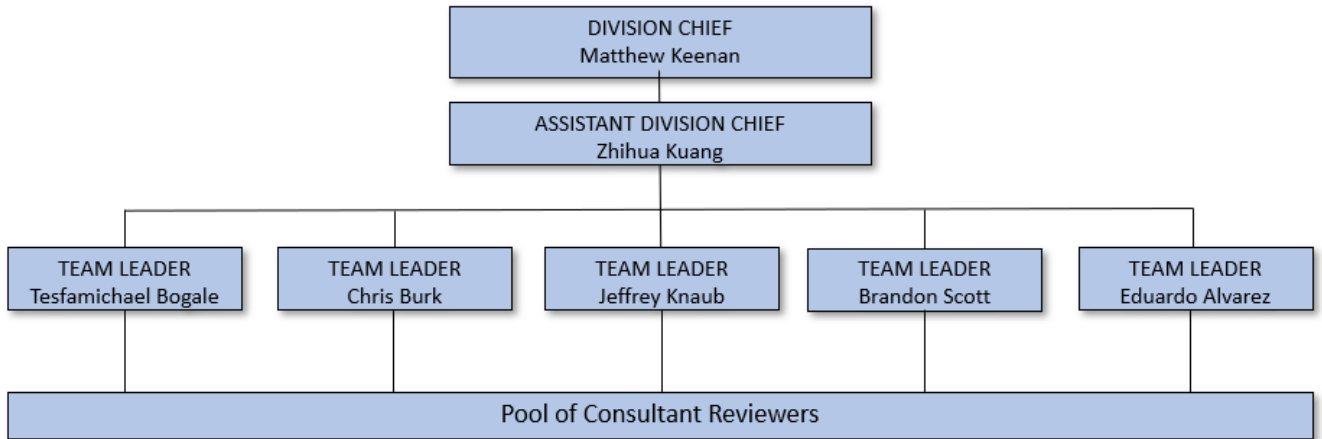 DIVISION CHIEF
Matthew Keenan
ASSISTANT DIVISION CHIEF
Zhihua Kuang
TEAM LEADER
Tesfamichael Bogale
TEAM LEADER
Chris Burk
TEAM LEADER
Jeffrey Knaub
TEAM LEADER
Brandon Scott
TEAM LEADER
Eduardo Alvarez
Pool of Consultant Reviewers